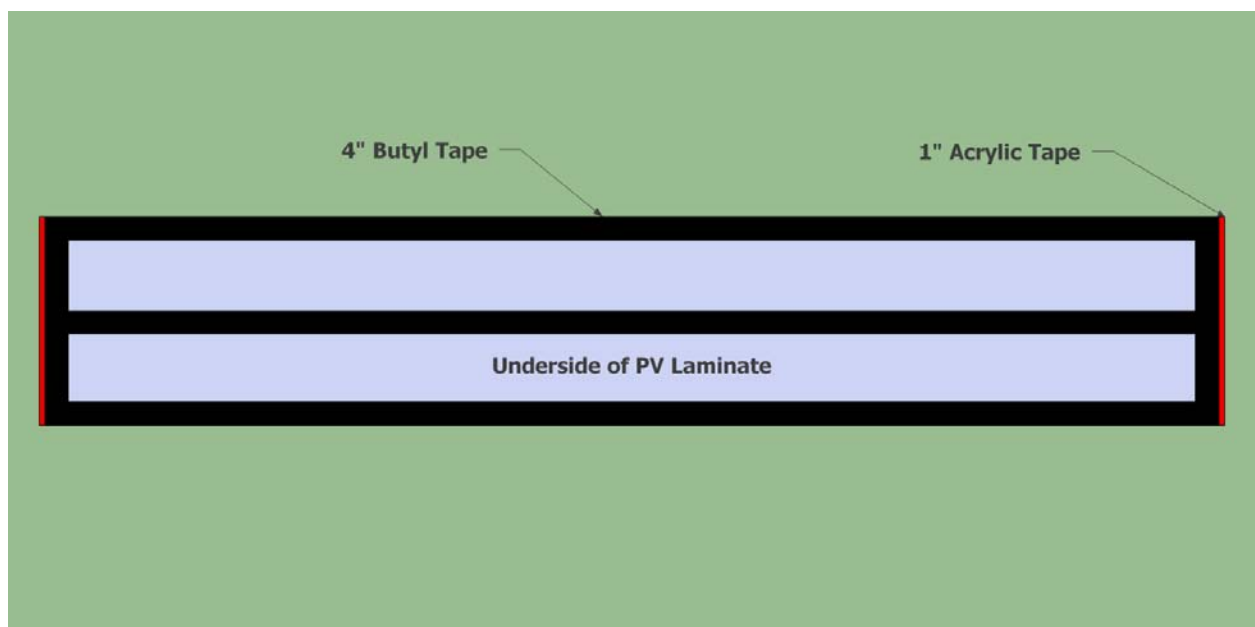 4" Butyl Tape
1" Acrylic Tape
Underside of PV Laminate